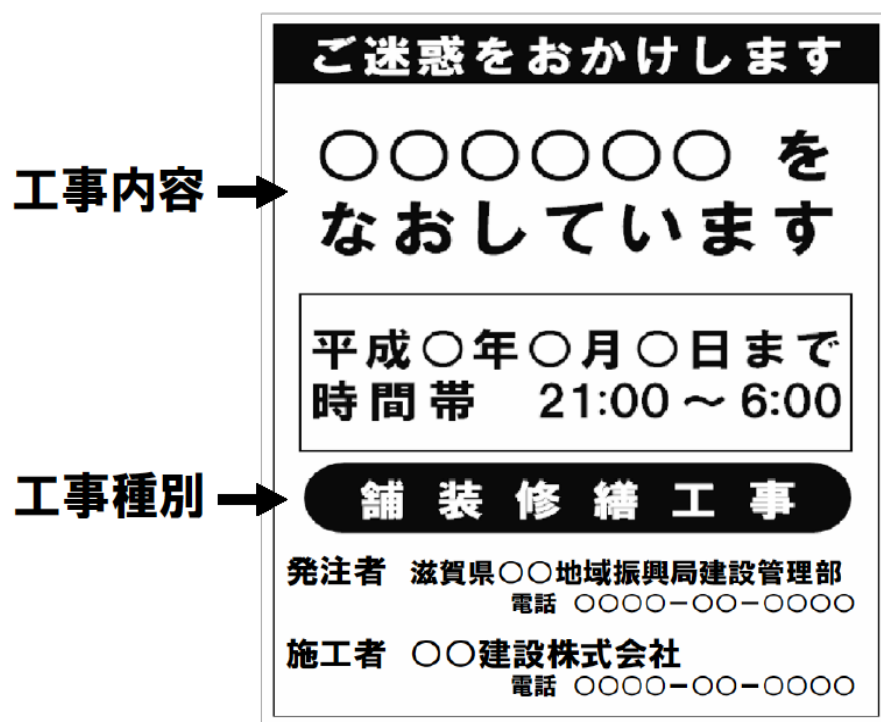 ご迷惑をおかけします
工事内容
○○○○○○ を
なおしています
平成○年○月○日まで
時間帯 21:00～6:00
工事種別
舗装修繕工事
発注者 滋賀県○○地域振興局建設管理部
電話 ○○○○−○○−○○○○
施工者 ○○建設株式会社
電話 ○○○○−○○−○○○○